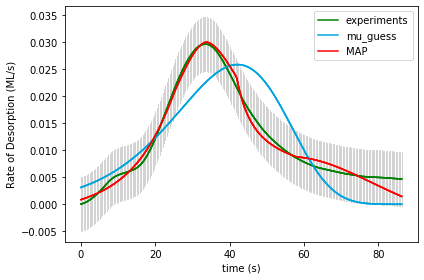 0.035
0.030
0.025
0.020
0.015
0.010
0.005
0.000
−0.005
Rate of Desorption (ML/s)
experiments
mu_guess
MAP
0 20 40 60 80
time (s)